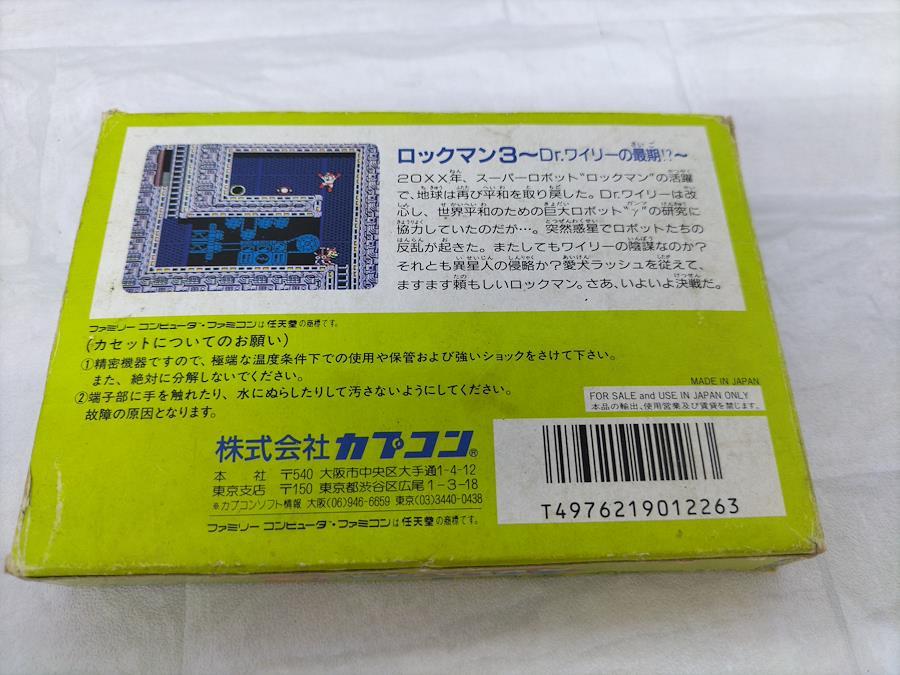 ロックマン3～Dr.ワイリーの最期!?～
20XX年、スーパーロボット“ロックマン”の活躍
で、地球は再び平和を取り戻した。Dr.ワイリーは改
心し、世界平和のための巨大ロボット“γ”の研究に
協力していたのだが…。突然惑星でロボットたちの
反乱が起きた。またしてもワイリーの陰謀なのか?
それとも異星人の侵略か?愛犬ラッシュを従えて、
ますます頼もしいロックマン。さあ、いよいよ決戦だ。
ファミリーコンピュータ・ファミコンは任天堂の商標です。
(カセットについてのお願い)
①精密機器ですので、極端な温度条件下での使用や保管および強いショックをさけて下さい。
また、絶対に分解しないでください。
②端子部に手を触れたり、水にぬらしたりして汚さないようにしてください。
故障の原因となります。
MADE IN JAPAN
FOR SALE and USE IN JAPAN ONLY
本品の輸出、使用営業及び賃貸を禁じます。
株式会社カプコン®
本社 〒540 大阪市中央区大手通1-4-12
東京支店 〒150 東京都渋谷区広尾1-3-18
※カプコンソフト情報 大阪(06)946-6659 東京(03)3440-0438
ファミリーコンピュータ・ファミコンは任天堂の商標です。
T4976219012263